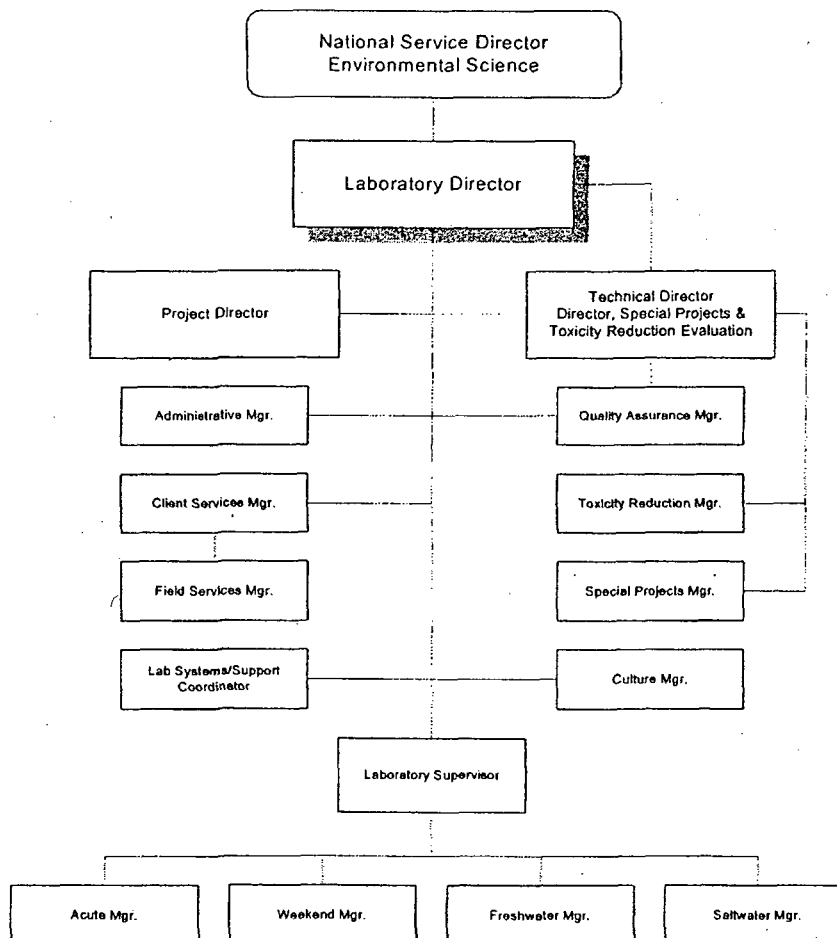 National Service Director
Environmental Science
Laboratory Director
Project Director
Technical Director
Director, Special Projects &
Toxicity Reduction Evaluation
Administrative Mgr.
Quality Assurance Mgr.
Client Services Mgr.
Toxicity Reduction Mgr.
Field Services Mgr.
Special Projects Mgr.
Lab Systems/Support
Coordinator
Culture Mgr.
Laboratory Supervisor
Acute Mgr.
Weekend Mgr.
Freshwater Mgr.
Saltwater Mgr.